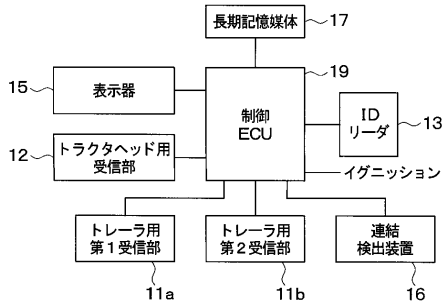 長期記憶媒体
17
19
15
表示器
制御
ECU
ID
リーダ
13
12
トラクタヘッド用
受信部
イグニッション
トレーラ用
第1受信部
トレーラ用
第2受信部
連結
検出装置
11a
11b
16